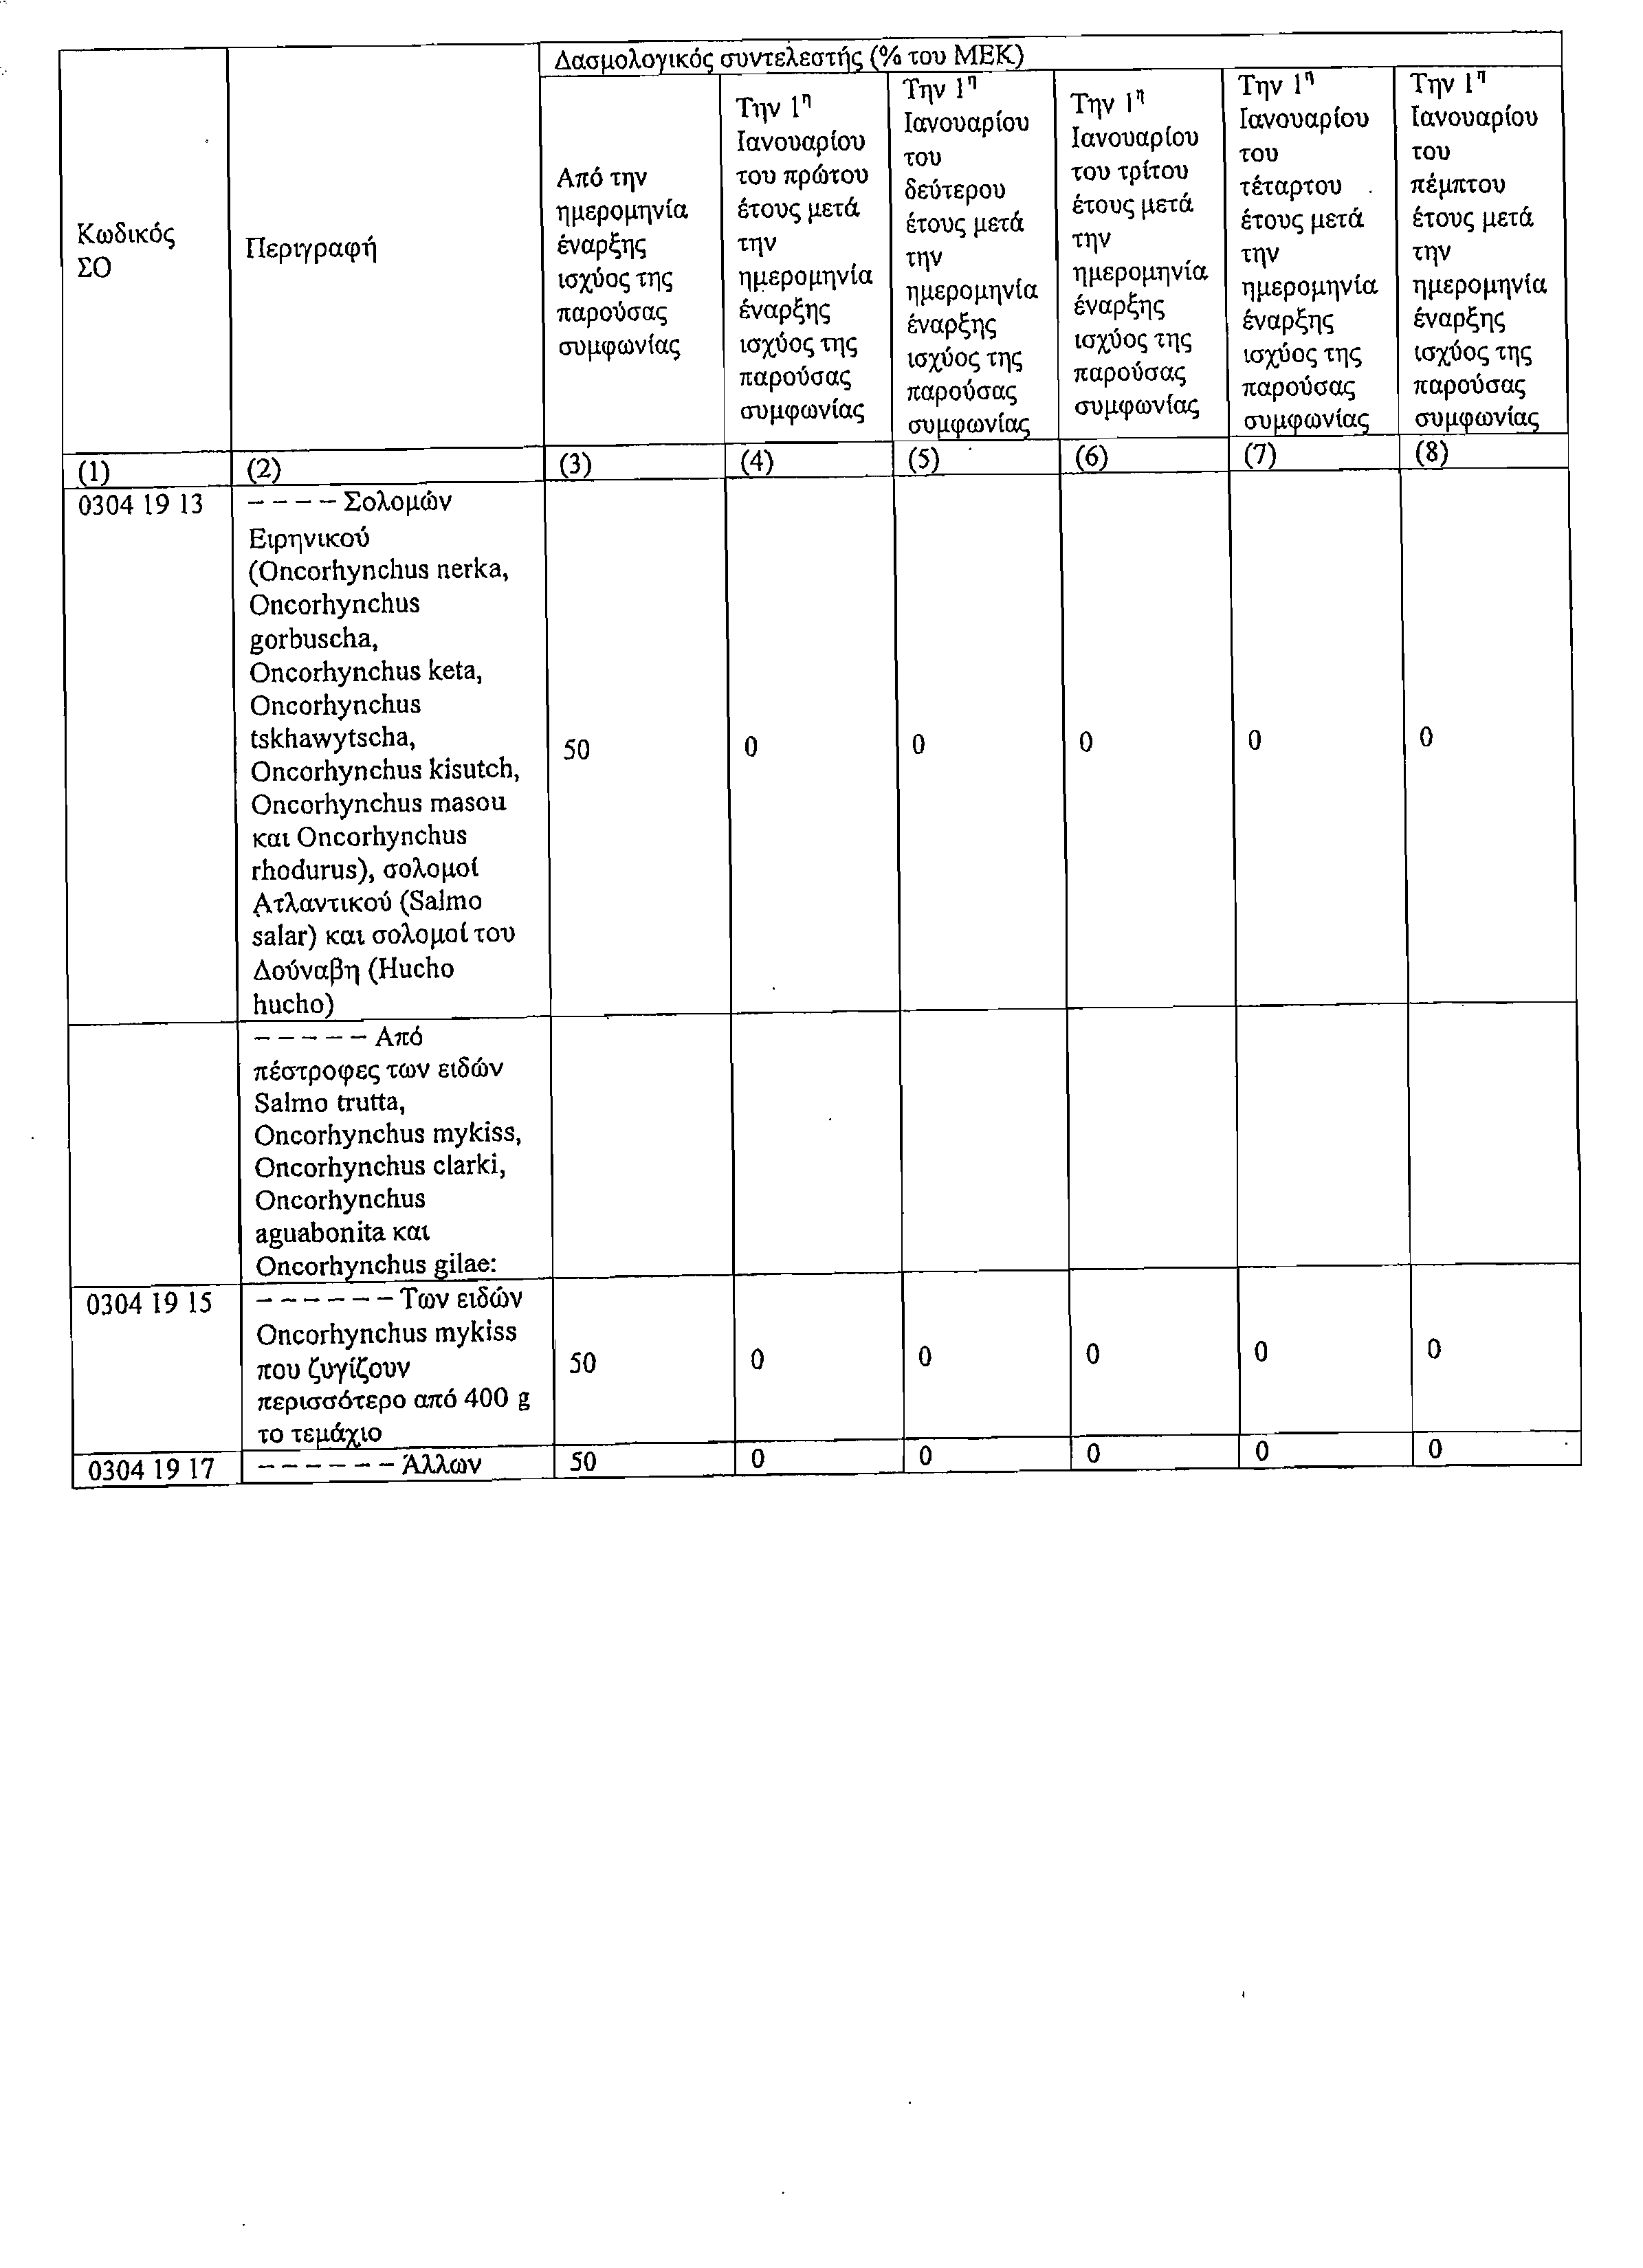 Δασμολογικός συντελεστής (% του ΜΕΚ)
Κωδικός
ΣΟ
Περιγραφή
Από την
ημερομηνία
έναρξης
ισχύος της
παρούσας
συμφωνίας
Την 1η
Ιανουαρίου
του πρώτου
έτους μετά
την
ημερομηνία
έναρξης
ισχύος της
παρούσας
συμφωνίας
Την 1η
Ιανουαρίου
του
δεύτερου
έτους μετά
την
ημερομηνία
έναρξης
ισχύος της
παρούσας
συμφωνίας
Την 1η
Ιανουαρίου
του τρίτου
έτους μετά
την
ημερομηνία
έναρξης
ισχύος της
παρούσας
συμφωνίας
Την 1η
Ιανουαρίου
του
τέταρτου
έτους μετά
την
ημερομηνία
έναρξης
ισχύος της
παρούσας
συμφωνίας
Την 1η
Ιανουαρίου
του
πέμπτου
έτους μετά
την
ημερομηνία
έναρξης
ισχύος της
παρούσας
συμφωνίας
(1) (2) (3) (4) (5) (6) (7) (8)
0304 19 13
– – – – Σολομών
Ειρηνικού
(Oncorhynchus nerka,
Oncorhynchus
gorbuscha,
Oncorhynchus keta,
Oncorhynchus
tskhawytscha,
Oncorhynchus kisutch,
Oncorhynchus masou
και Oncorhynchus
rhodurus), σολομοί
Ατλαντικού (Salmo
salar) και σολομοί του
Δούναβη (Hucho
hucho)
50 0 0 0 0 0
– – – – – Από
πέστροφες των ειδών
Salmo trutta,
Oncorhynchus mykiss,
Oncorhynchus clarki,
Oncorhynchus
aguabonita και
Oncorhynchus gilae:
0304 19 15
– – – – – – Των ειδών
Oncorhynchus mykiss
που ζυγίζουν
περισσότερο από 400 g
το τεμάχιο
50 0 0 0 0 0
0304 19 17 – – – – – – Άλλων 50 0 0 0 0 0